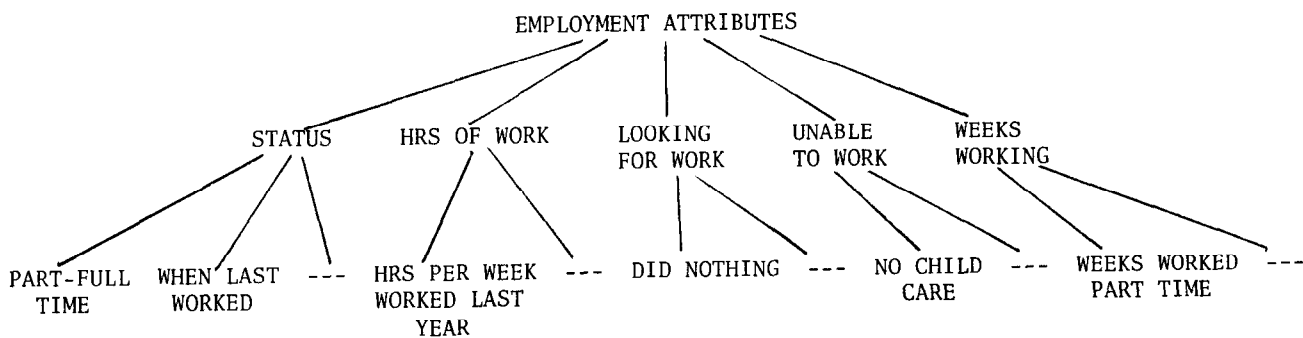 EMPLOYMENT ATTRIBUTES
STATUS
HRS OF WORK
LOOKING
FOR WORK
UNABLE
TO WORK
WEEKS
WORKING
PART-FULL
TIME
WHEN LAST
WORKED
---
HRS PER WEEK
WORKED LAST
YEAR
---
DID NOTHING
---
NO CHILD
CARE
---
WEEKS WORKED
PART TIME
---